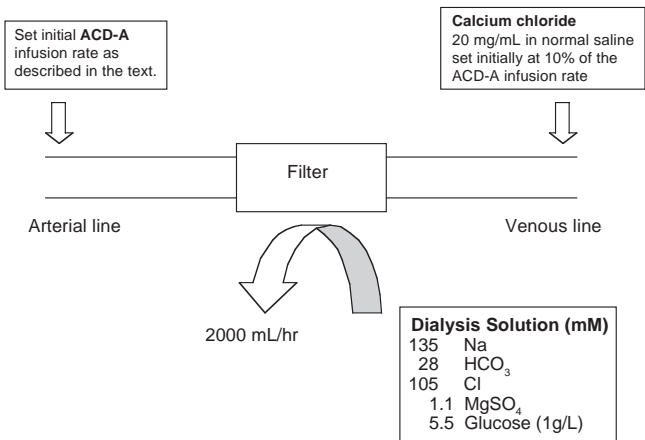 Set initial ACD-A
infusion rate as
described in the text.
Calcium chloride
20 mg/mL in normal saline
set initially at 10% of the
ACD-A infusion rate
Filter
Arterial line
Venous line
2000 mL/hr
Dialysis Solution (mM)
135 Na
28 HCO₃
105 Cl
1.1 MgSO₄
5.5 Glucose (1g/L)